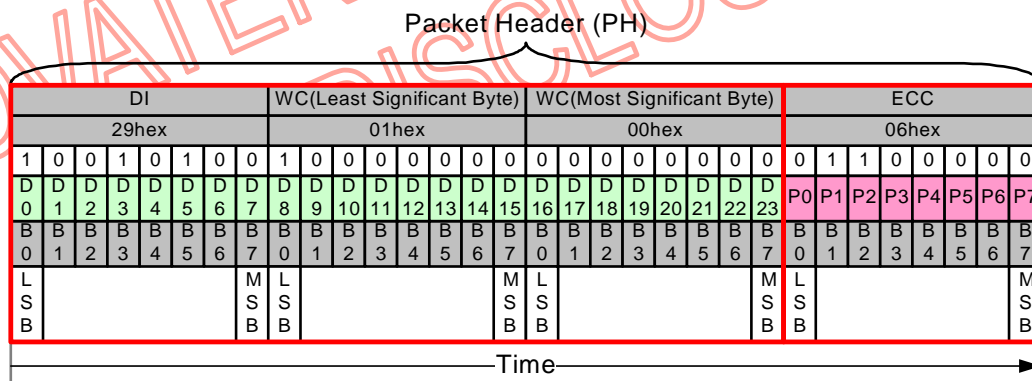 Packet Header (PH)
DI WC(Least Significant Byte) WC(Most Significant Byte) ECC
29hex 01hex 00hex 06hex
1 0 0 1 0 1 0 0 1 0 0 0 0 0 0 0 0 0 0 0 0 0 0 0 0 1 1 0 0 0 0 0
D0 D1 D2 D3 D4 D5 D6 D7 D8 D9 D10 D11 D12 D13 D14 D15 D16 D17 D18 D19 D20 D21 D22 D23 P0 P1 P2 P3 P4 P5 P6 P7
B0 B1 B2 B3 B4 B5 B6 B7 B0 B1 B2 B3 B4 B5 B6 B7 B0 B1 B2 B3 B4 B5 B6 B7 B0 B1 B2 B3 B4 B5 B6 B7
LSB MSB LSB MSB LSB MSB LSB MSB
Time